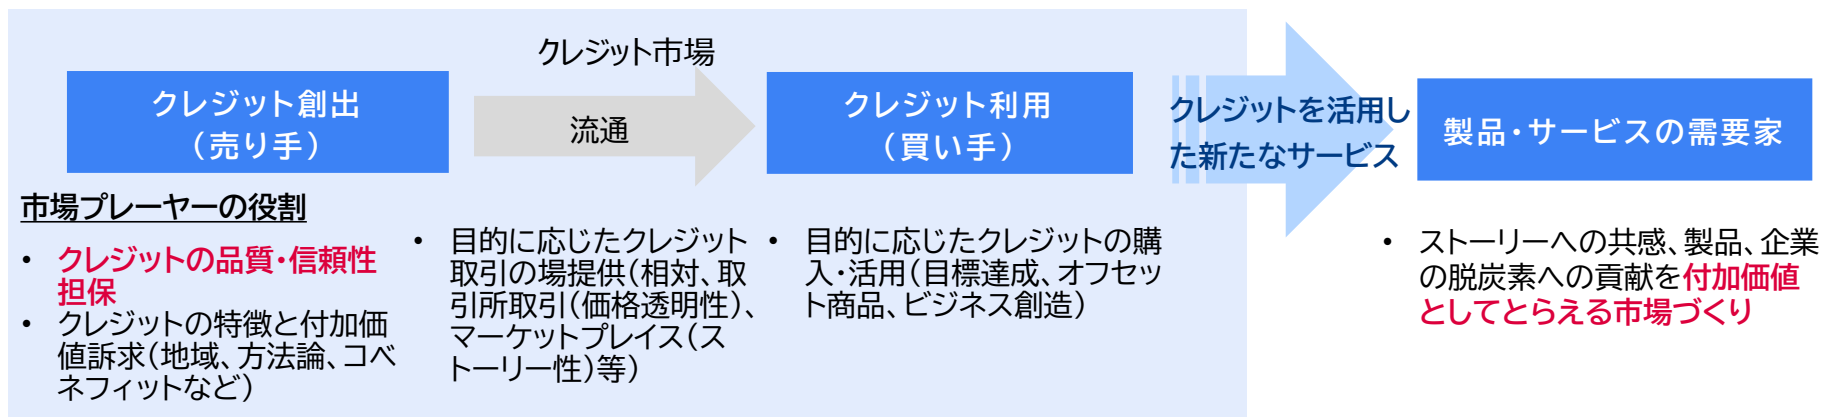 クレジット市場
クレジット創出
（売り手）
流通
クレジット利用
（買い手）
クレジットを活用し
た新たなサービス
製品・サービスの需要家
市場プレーヤーの役割
• クレジットの品質・信頼性
担保
• クレジットの特徴と付加価
値訴求（地域、方法論、コベ
ネフィットなど）
• 目的に応じたクレジット
取引の場提供（相対、取
引所取引（価格透明性）、
マーケットプレイス（ス
トーリー性）等）
• 目的に応じたクレジットの購
入・活用（目標達成、オフセッ
ト商品、ビジネス創造）
• ストーリーへの共感、製品、企業
の脱炭素への貢献を付加価値
としてとらえる市場づくり